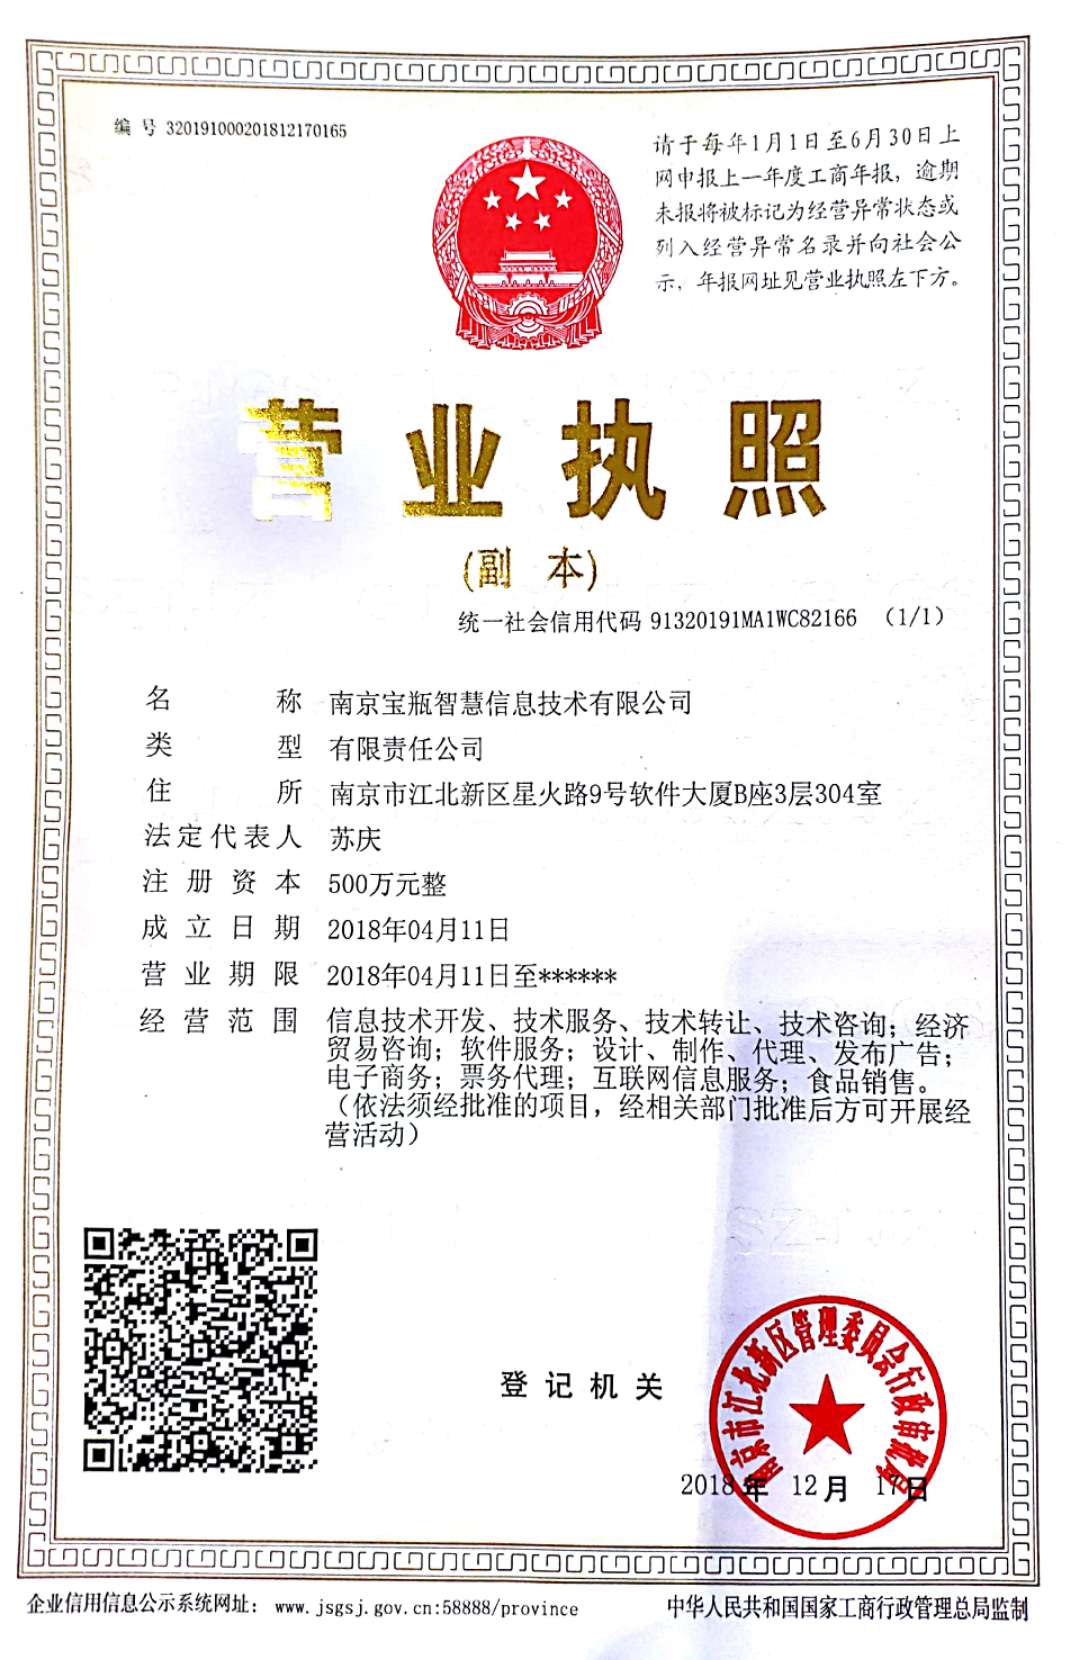 编 号 320191000201812170165
请于每年1月1日至6月30日上
网申报上一年度工商年报，逾期
未报将被标记为经营异常状态或
列入经营异常名录并向社会公
示，年报网址见营业执照左下方。
营业执照
(副 本)
统一社会信用代码 91320191MA1WC82166 （1/1）
名 称 南京宝瓶智慧信息技术有限公司
类 型 有限责任公司
住 所 南京市江北新区星火路9号软件大厦B座3层304室
法定代表人 苏庆
注册资本 500万元整
成立日期 2018年04月11日
营业期限 2018年04月11日至******
经营范围 信息技术开发、技术服务、技术转让、技术咨询；经济
贸易咨询；软件服务；设计、制作、代理、发布广告；
电子商务；票务代理；互联网信息服务；食品销售。
（依法须经批准的项目，经相关部门批准后方可开展经
营活动）
登记机关
南京市江北新区管理委员会行政审批局
2018年 12月 17日
企业信用信息公示系统网址： www.jsgsj.gov.cn:58888/province
中华人民共和国国家工商行政管理总局监制